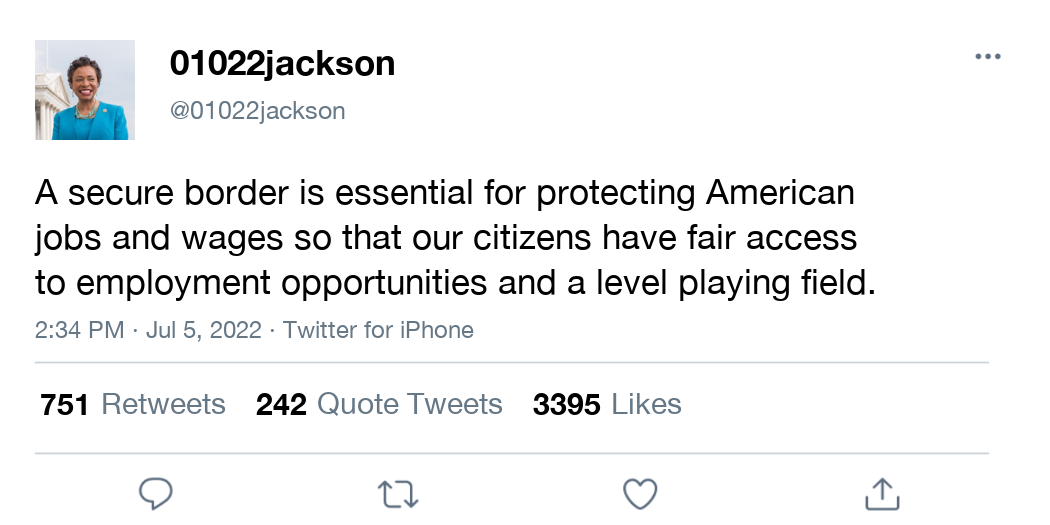 01022jackson
@01022jackson
A secure border is essential for protecting American
jobs and wages so that our citizens have fair access
to employment opportunities and a level playing field.
2:34 PM · Jul 5, 2022 · Twitter for iPhone
751 Retweets 242 Quote Tweets 3395 Likes